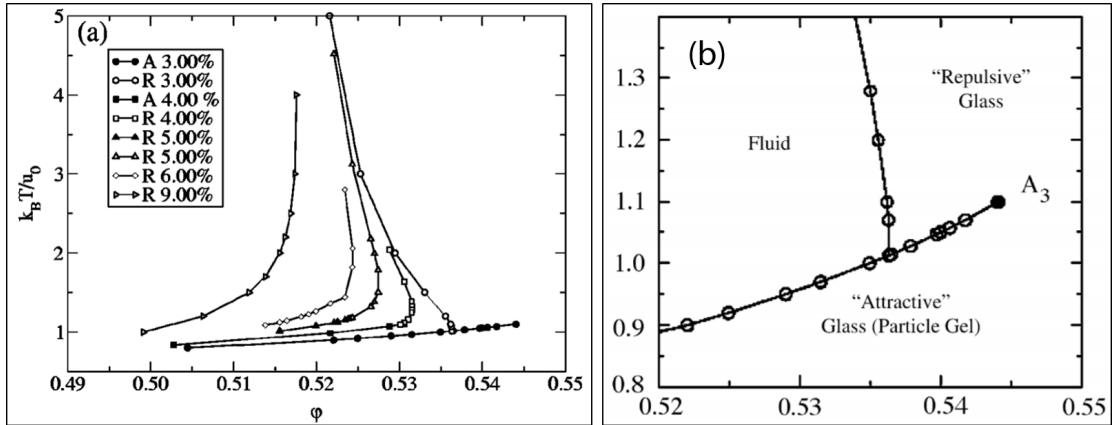 (a)
A 3.00%
R 3.00%
A 4.00 %
R 4.00%
R 5.00%
R 5.00%
R 6.00%
R 9.00%
5
4
3
2
1
k_B T/u_0
0.49 0.50 0.51 0.52 0.53 0.54 0.55
φ
(b)
1.3
1.2
1.1
1.0
0.9
0.8
“Repulsive”
Glass
Fluid
A_3
“Attractive”
Glass (Particle Gel)
0.52 0.53 0.54 0.55